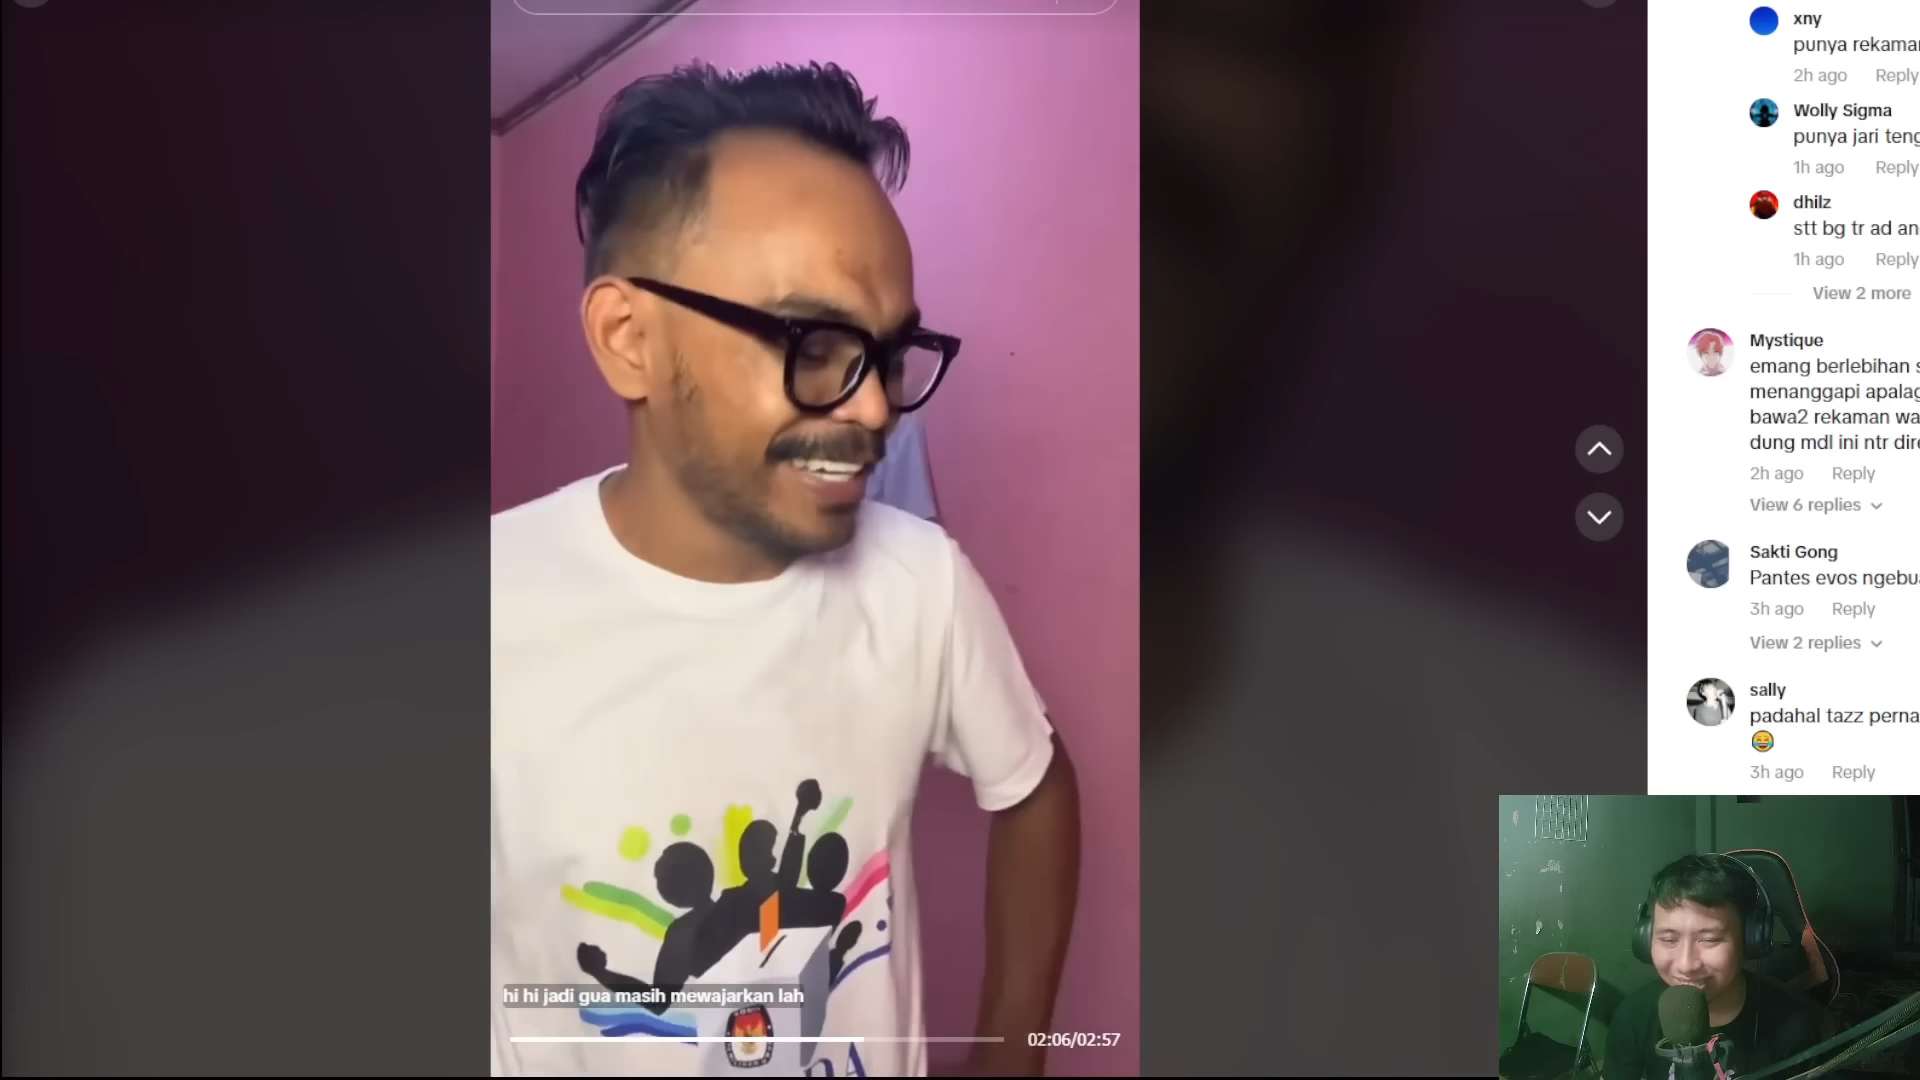 xny
punya rekaman
2h ago Reply
Wolly Sigma
punya jari teng
1h ago Reply
dhilz
stt bg tr ad an
1h ago Reply
View 2 more
Mystique
emang berlebihan s
menanggapi apalag
bawa2 rekaman wa
dung mdl ini ntr dire
2h ago Reply
View 6 replies
Sakti Gong
Pantes evos ngebua
3h ago Reply
View 2 replies
sally
padahal tazz perna
😂
3h ago Reply
hi hi jadi gua masih mewajarkan lah
02:06/02:57